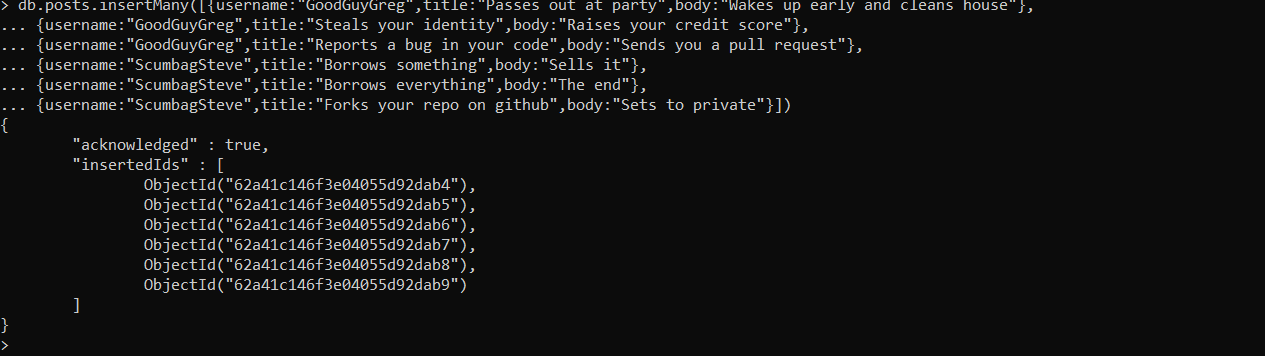 > db.posts.insertMany([{username:"GoodGuyGreg",title:"Passes out at party",body:"Wakes up early and cleans house"},
... {username:"GoodGuyGreg",title:"Steals your identity",body:"Raises your credit score"},
... {username:"GoodGuyGreg",title:"Reports a bug in your code",body:"Sends you a pull request"},
... {username:"ScumbagSteve",title:"Borrows something",body:"Sells it"},
... {username:"ScumbagSteve",title:"Borrows everything",body:"The end"},
... {username:"ScumbagSteve",title:"Forks your repo on github",body:"Sets to private"}])
{
        "acknowledged" : true,
        "insertedIds" : [
                ObjectId("62a41c146f3e04055d92dab4"),
                ObjectId("62a41c146f3e04055d92dab5"),
                ObjectId("62a41c146f3e04055d92dab6"),
                ObjectId("62a41c146f3e04055d92dab7"),
                ObjectId("62a41c146f3e04055d92dab8"),
                ObjectId("62a41c146f3e04055d92dab9")
        ]
}
>